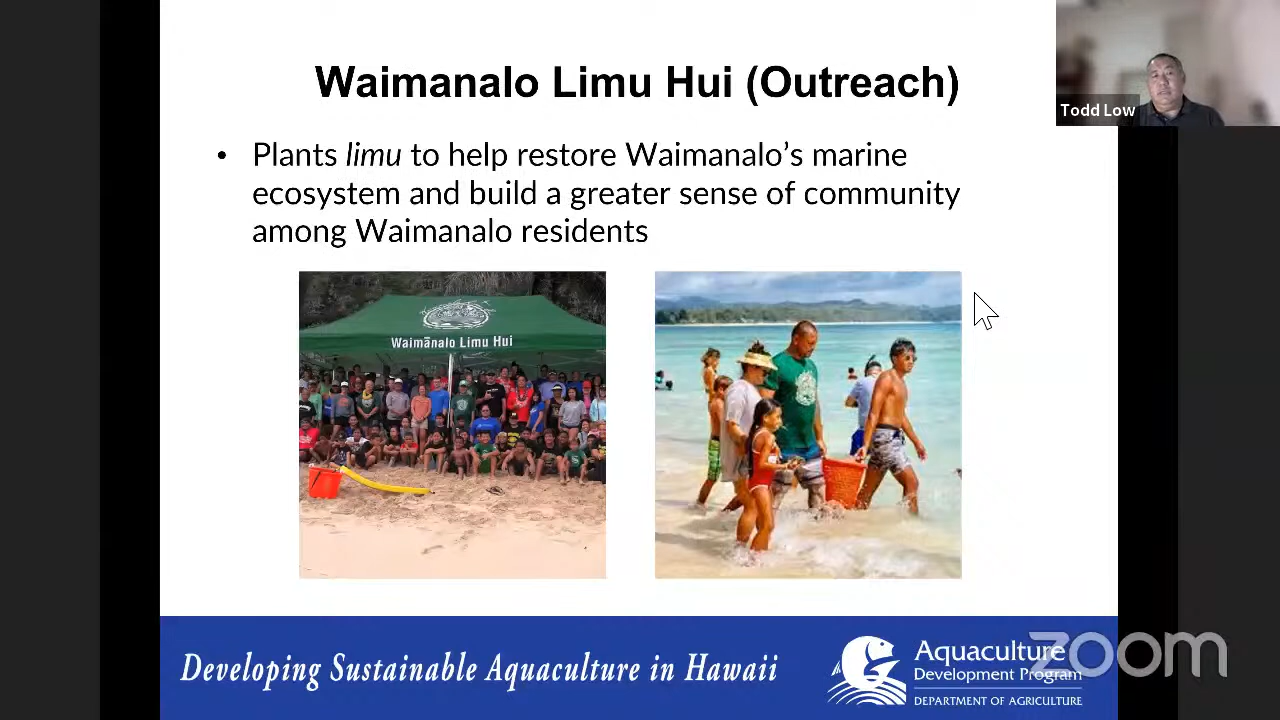 Waimanalo Limu Hui (Outreach)
Todd Low
• Plants limu to help restore Waimanalo’s marine
ecosystem and build a greater sense of community
among Waimanalo residents
Waimānalo Limu Hui
Developing Sustainable Aquaculture in Hawaii
Aquaculture
Development Program
DEPARTMENT OF AGRICULTURE
zoom